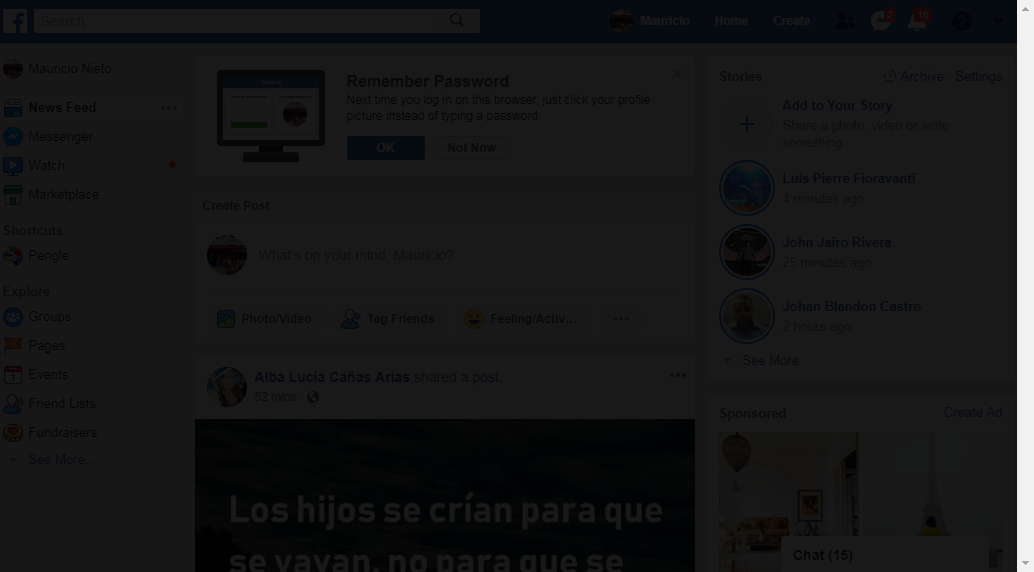 Search
Mauricio
Home
Create
2
10
Mauricio Nieto
News Feed
Messenger
Watch
Marketplace
Shortcuts
Pengle
Explore
Groups
Pages
1
Events
Friend Lists
Fundraisers
See More...
Remember Password
Next time you log in on this browser, just click your profile
picture instead of typing a password.
OK
Not Now
Create Post
What's on your mind, Mauricio?
Photo/Video
Tag Friends
Feeling/Activ...
Alba Lucia Cañas Arias shared a post.
52 mins
Los hijos se crían para que
se vayan, no para que se
Stories
Archive
Settings
Add to Your Story
Share a photo, video or write
something
Luis Pierre Fioravanti
4 minutes ago
John Jairo Rivera
25 minutes ago
Johan Blandon Castro
2 hours ago
See More
Sponsored
Create Ad
Chat (15)